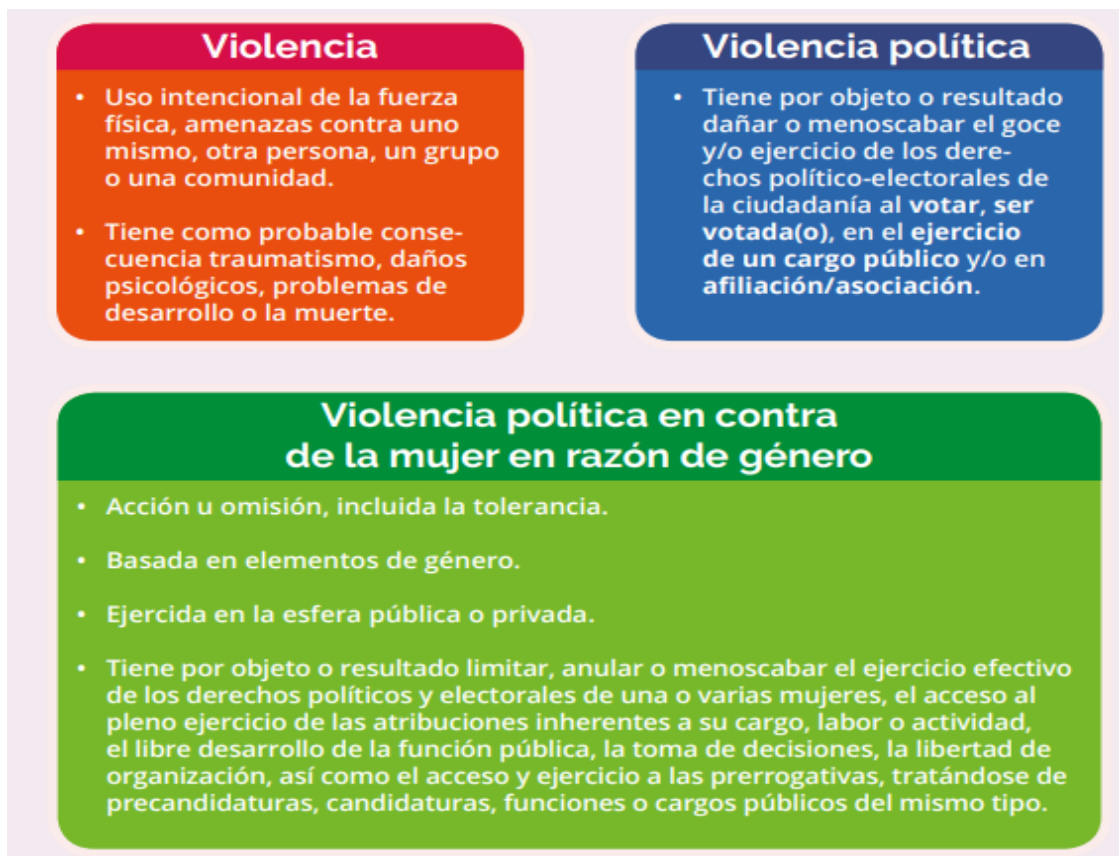 Violencia
• Uso intencional de la fuerza
física, amenazas contra uno
mismo, otra persona, un grupo
o una comunidad.
• Tiene como probable conse-
cuencia traumatismo, daños
psicológicos, problemas de
desarrollo o la muerte.
Violencia política
• Tiene por objeto o resultado
dañar o menoscabar el goce
y/o ejercicio de los dere-
chos político-electorales de
la ciudadanía al votar, ser
votada(o), en el ejercicio
de un cargo público y/o en
afiliación/asociación.
Violencia política en contra
de la mujer en razón de género
• Acción u omisión, incluida la tolerancia.
• Basada en elementos de género.
• Ejercida en la esfera pública o privada.
• Tiene por objeto o resultado limitar, anular o menoscabar el ejercicio efectivo
de los derechos políticos y electorales de una o varias mujeres, el acceso al
pleno ejercicio de las atribuciones inherentes a su cargo, labor o actividad,
el libre desarrollo de la función pública, la toma de decisiones, la libertad de
organización, así como el acceso y ejercicio a las prerrogativas, tratándose de
precandidaturas, candidaturas, funciones o cargos públicos del mismo tipo.